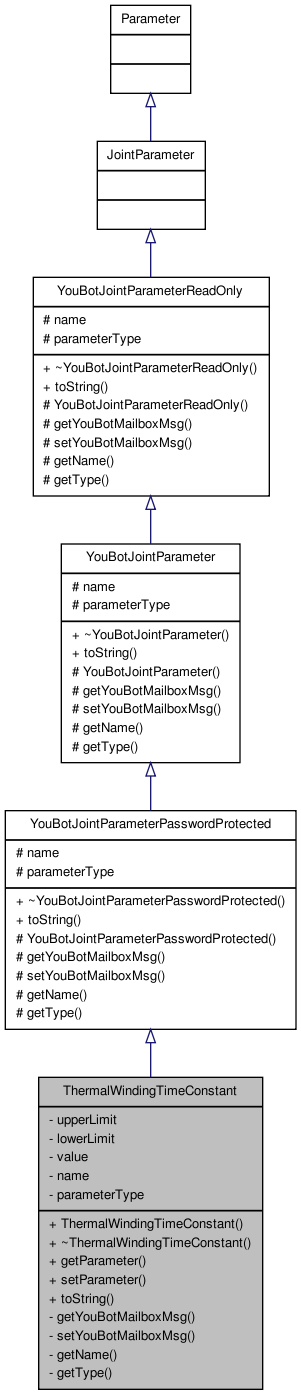 Parameter
JointParameter
YouBotJointParameterReadOnly
# name
# parameterType
+ ~YouBotJointParameterReadOnly()
+ toString()
# YouBotJointParameterReadOnly()
# getYouBotMailboxMsg()
# setYouBotMailboxMsg()
# getName()
# getType()
YouBotJointParameter
# name
# parameterType
+ ~YouBotJointParameter()
+ toString()
# YouBotJointParameter()
# getYouBotMailboxMsg()
# setYouBotMailboxMsg()
# getName()
# getType()
YouBotJointParameterPasswordProtected
# name
# parameterType
+ ~YouBotJointParameterPasswordProtected()
+ toString()
# YouBotJointParameterPasswordProtected()
# getYouBotMailboxMsg()
# setYouBotMailboxMsg()
# getName()
# getType()
ThermalWindingTimeConstant
- upperLimit
- lowerLimit
- value
- name
- parameterType
+ ThermalWindingTimeConstant()
+ ~ThermalWindingTimeConstant()
+ getParameter()
+ setParameter()
+ toString()
- getYouBotMailboxMsg()
- setYouBotMailboxMsg()
- getName()
- getType()